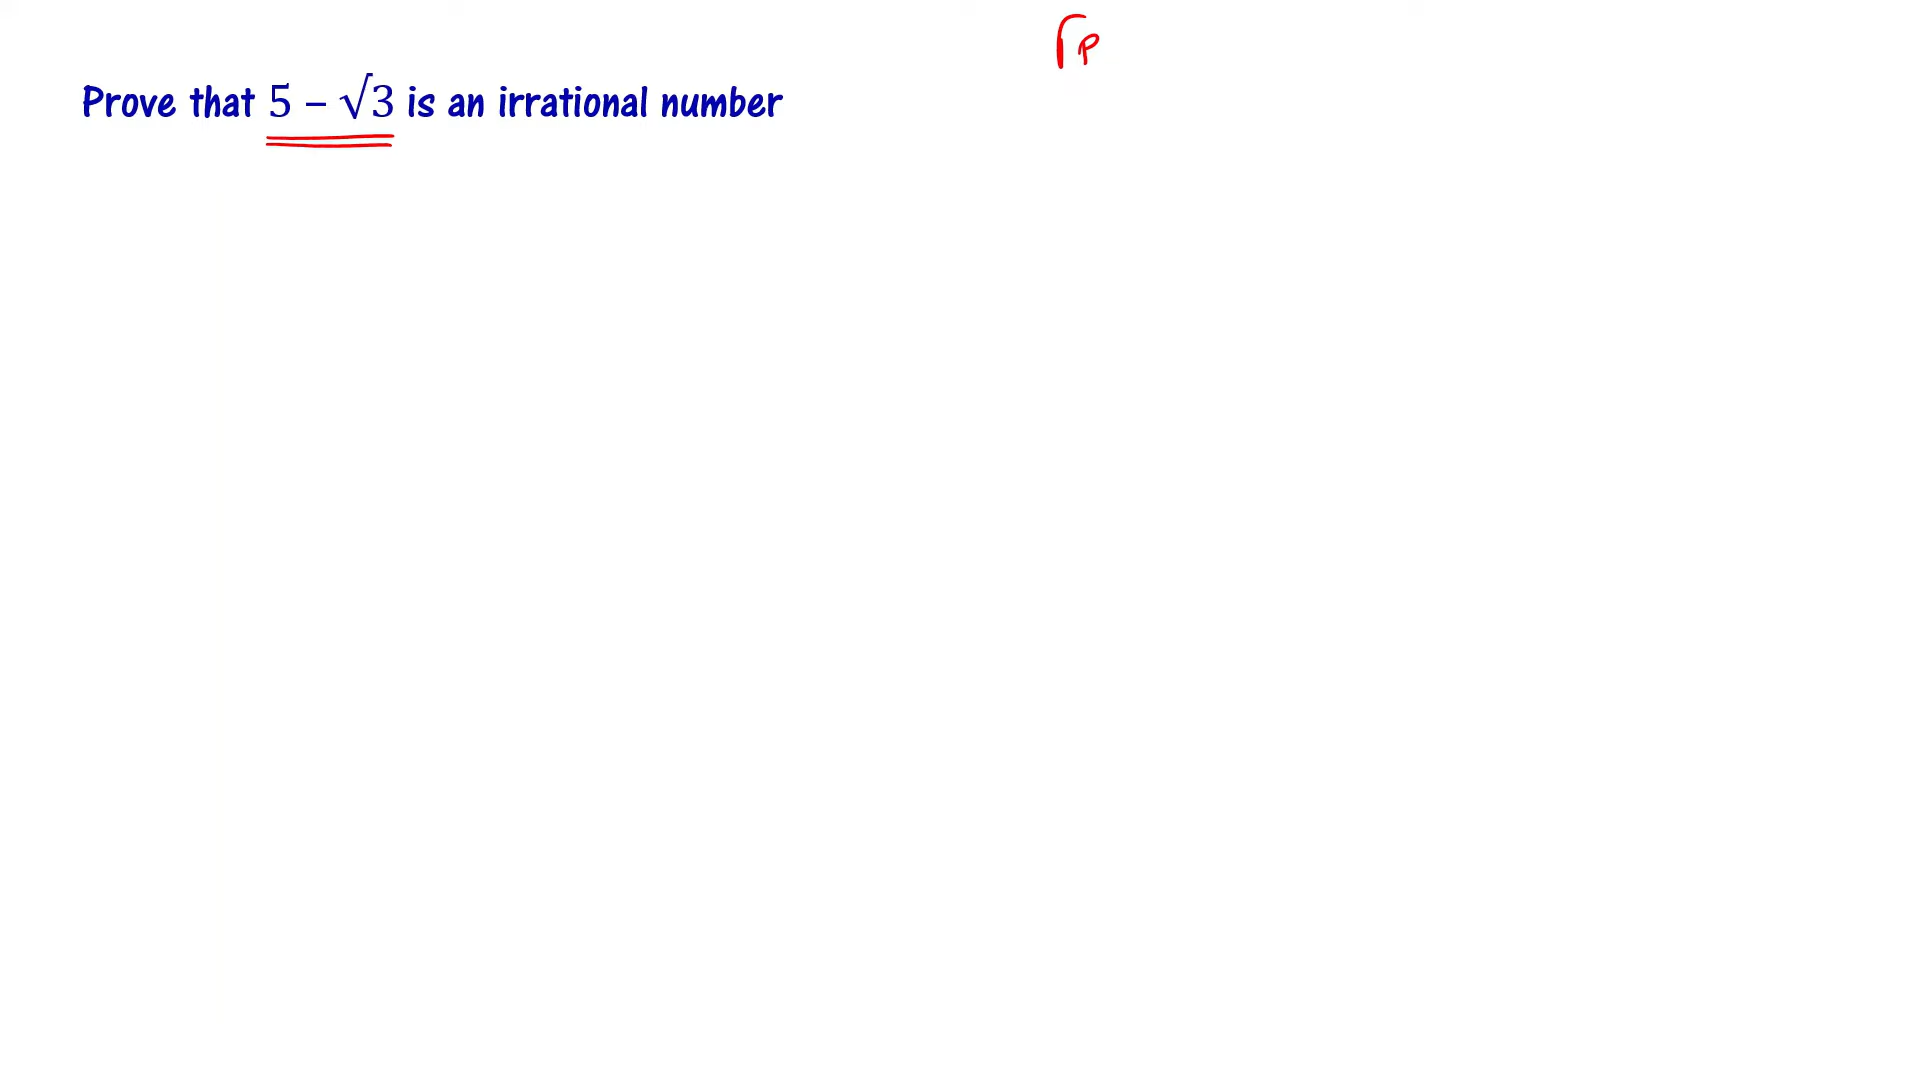 √p
Prove that 5 – √3 is an irrational number